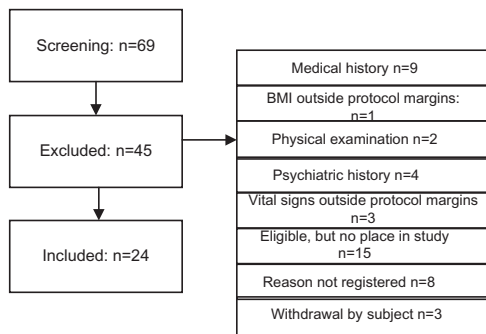 Screening: n=69
Excluded: n=45
Included: n=24
Medical history n=9
BMI outside protocol margins:
n=1
Physical examination n=2
Psychiatric history n=4
Vital signs outside protocol margins
n=3
Eligible, but no place in study
n=15
Reason not registered n=8
Withdrawal by subject n=3